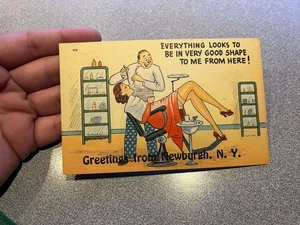 EVERYTHING LOOKS TO
BE IN VERY GOOD SHAPE
TO ME FROM HERE!
Greetings from Newburgh, N. Y.